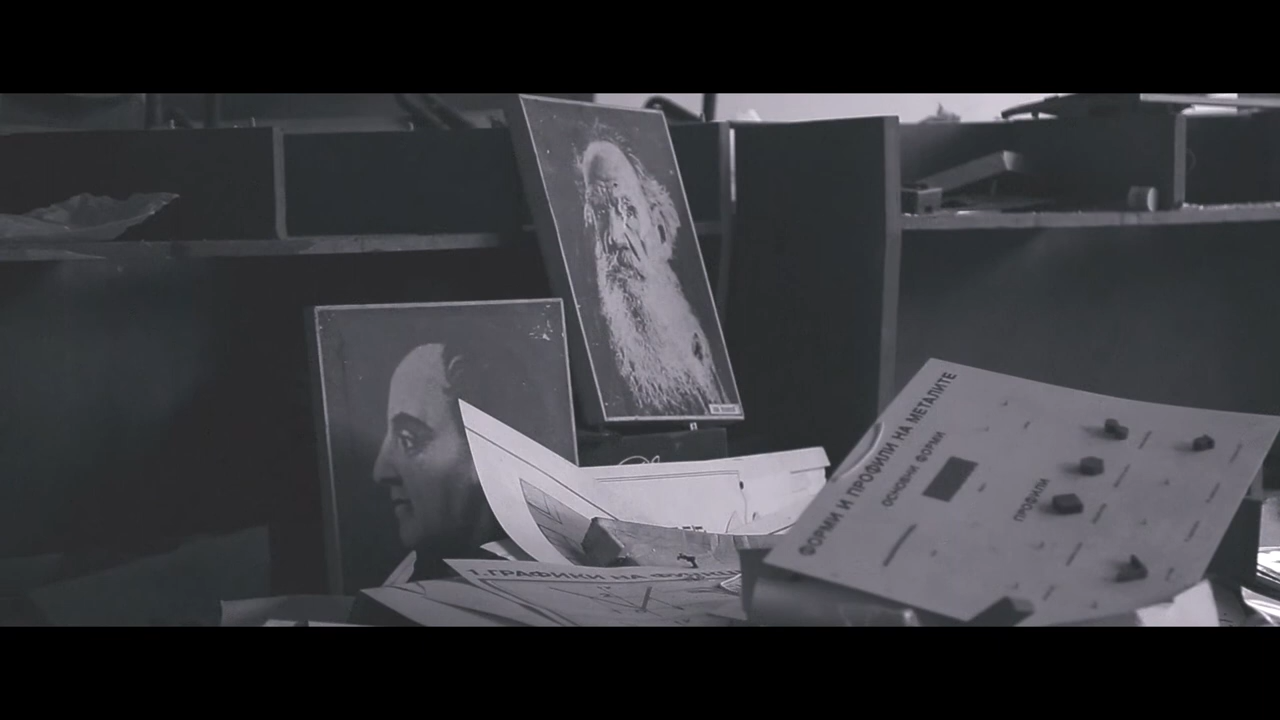 ФОРМИ И ПРОФИЛИ НА МЕТАЛИТЕ
ОСНОВНИ ФОРМИ
ПРОФИЛИ
1. ГРАФИКИ НА